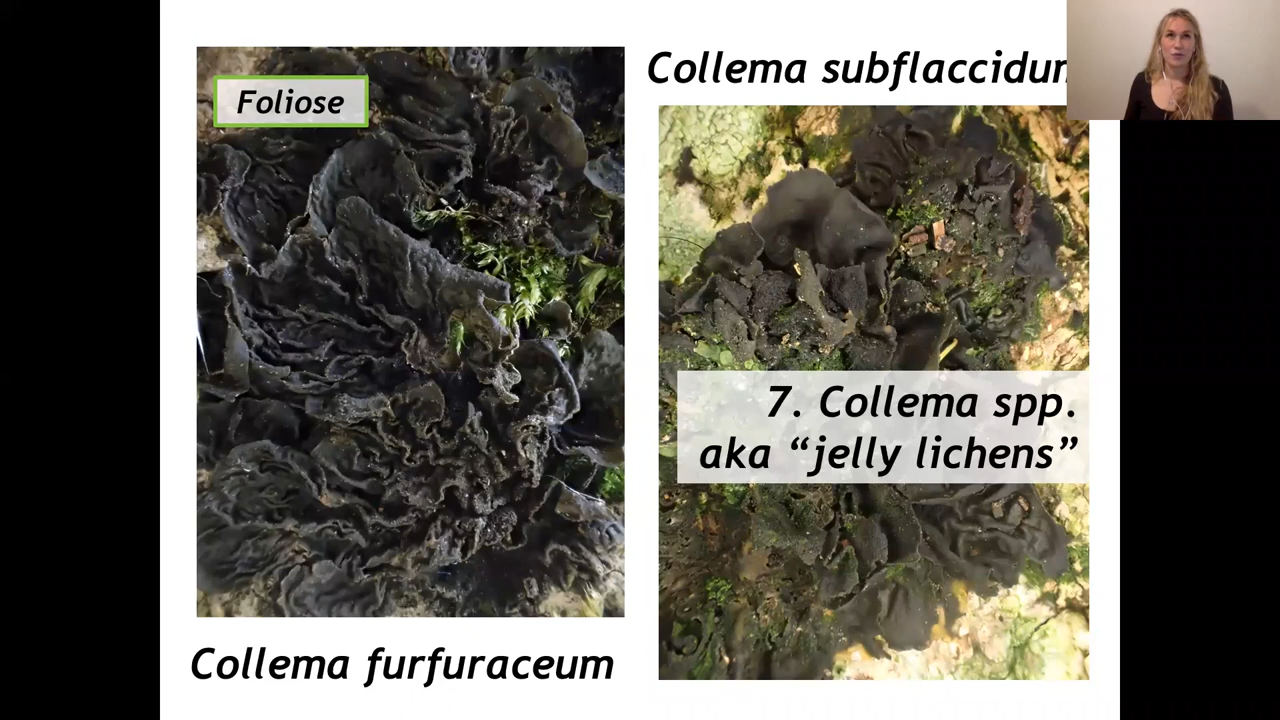 Foliose
Collema subflaccidum
7. Collema spp.
aka “jelly lichens”
Collema furfuraceum